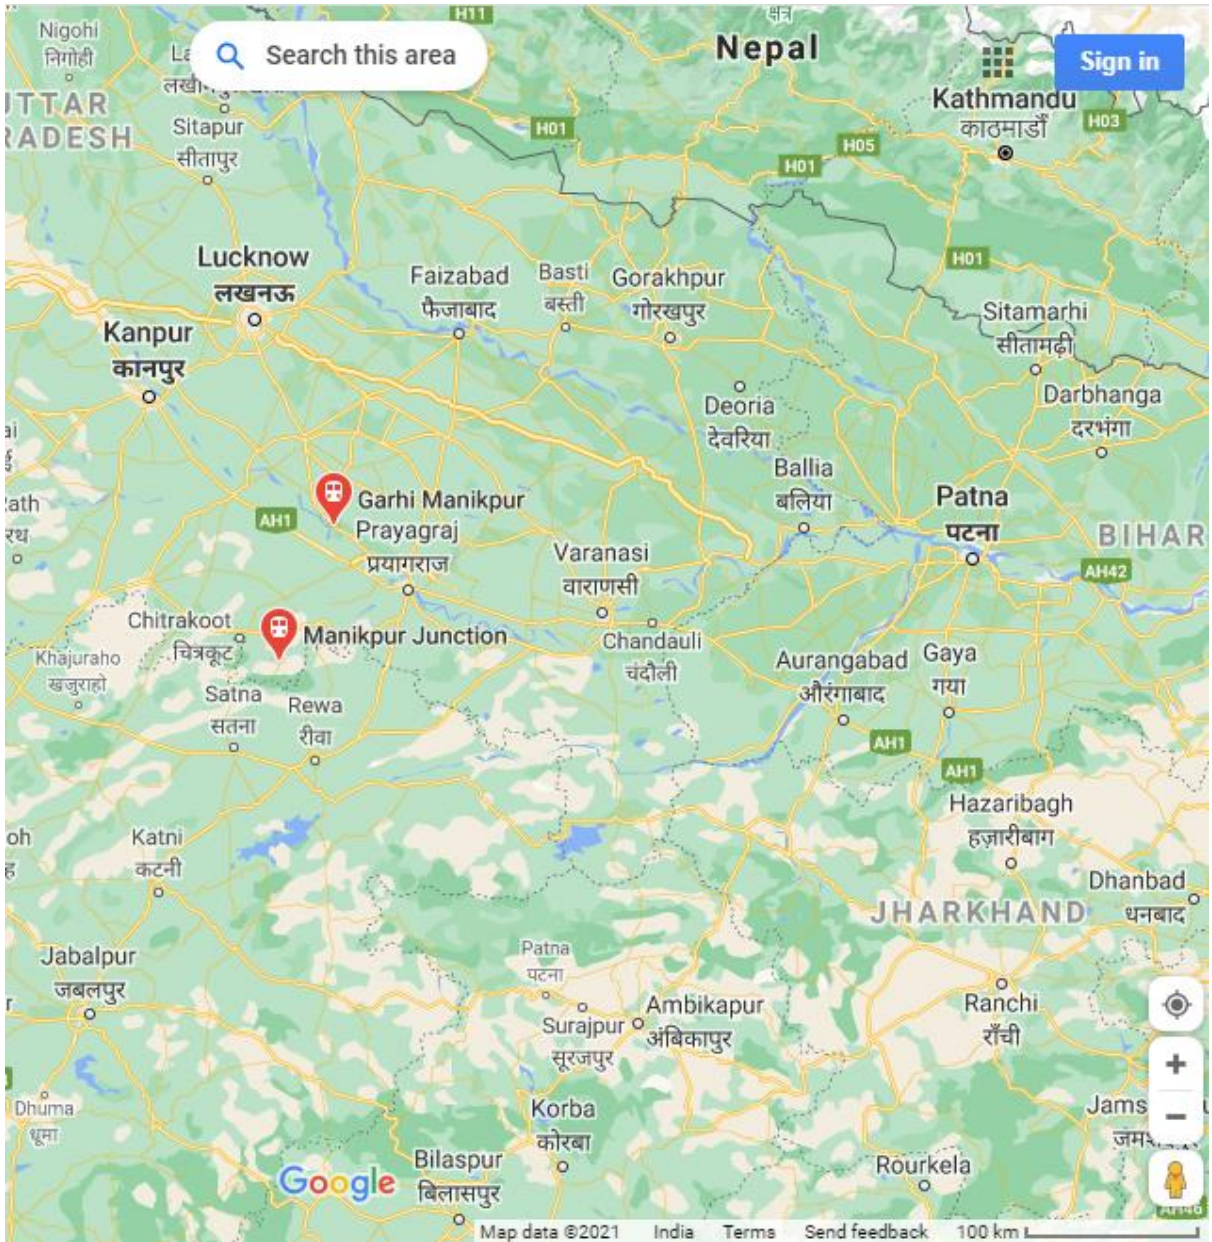 Nigohi
निगोही
H11
क्षेत्र
Search this area
Nepal
Sign in
Kathmandu
काठमाडौँ
H03
Sitapur
सीतापुर
H01
H05
H01
Lucknow
लखनऊ
Faizabad
फैजाबाद
Basti
बस्ती
Gorakhpur
गोरखपुर
H01
Sitamarhi
सीतामढ़ी
Kanpur
कानपुर
Deoria
देवरिया
Darbhanga
दरभंगा
Ballia
बलिया
Patna
पटना
BIHAR
Garhi Manikpur
AH1
Prayagraj
प्रयागराज
Varanasi
वाराणसी
AH42
Chitrakoot
चित्रकूट
Manikpur Junction
Chandauli
चंदौली
Khajuraho
खजुराहो
Aurangabad
औरंगाबाद
Gaya
गया
Satna
सतना
Rewa
रीवा
AH1
AH1
Hazaribagh
हज़ारीबाग
Katni
कटनी
Dhanbad
धनबाद
JHARKHAND
Jabalpur
जबलपुर
Patna
पटना
Surajpur
सूरजपुर
Ambikapur
अंबिकापुर
Ranchi
राँची
Dhuma
धूमा
Korba
कोरबा
Bilaspur
बिलासपुर
Rourkela
Google
Map data ©2021 India Terms Send feedback 100 km